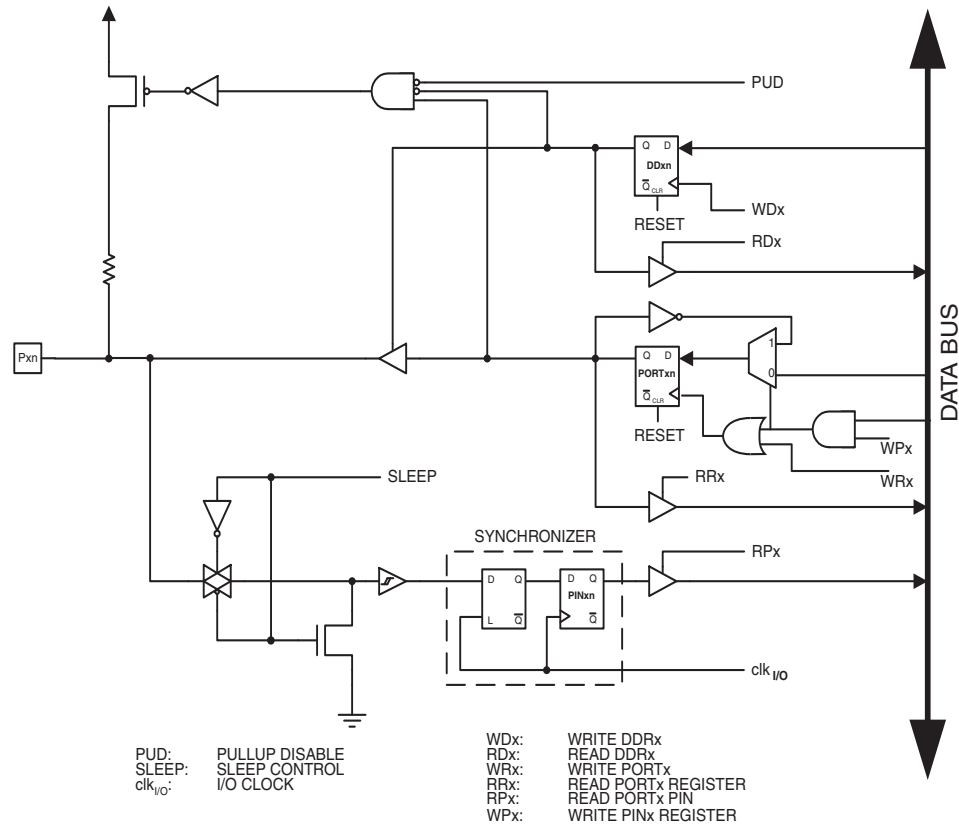 PUD
Q D
DDxn
Q CLR
WDx
RESET
RDx
Pxn
1
Q D
PORTxn
0
Q CLR
RESET
WPx
WRx
RRx
SLEEP
SYNCHRONIZER
RPx
D Q
L Q
D Q
PINxn
Q
clk I/O
DATA BUS
PUD: PULLUP DISABLE
SLEEP: SLEEP CONTROL
clkI/O: I/O CLOCK
WDx: WRITE DDRx
RDx: READ DDRx
WRx: WRITE PORTx
RRx: READ PORTx REGISTER
RPx: READ PORTx PIN
WPx: WRITE PINx REGISTER